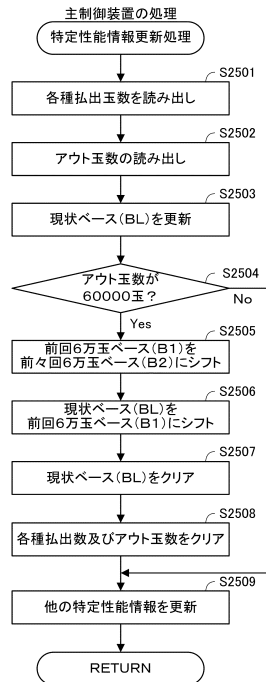 主制御装置の処理
特定性能情報更新処理
S2501
各種払出玉数を読み出し
S2502
アウト玉数の読み出し
S2503
現状ベース(BL)を更新
S2504
アウト玉数が
60000玉?
No
Yes
S2505
前回6万玉ベース(B1)を
前々回6万玉ベース(B2)にシフト
S2506
現状ベース(BL)を
前回6万玉ベース(B1)にシフト
S2507
現状ベース(BL)をクリア
S2508
各種払出数及びアウト玉数をクリア
S2509
他の特定性能情報を更新
RETURN